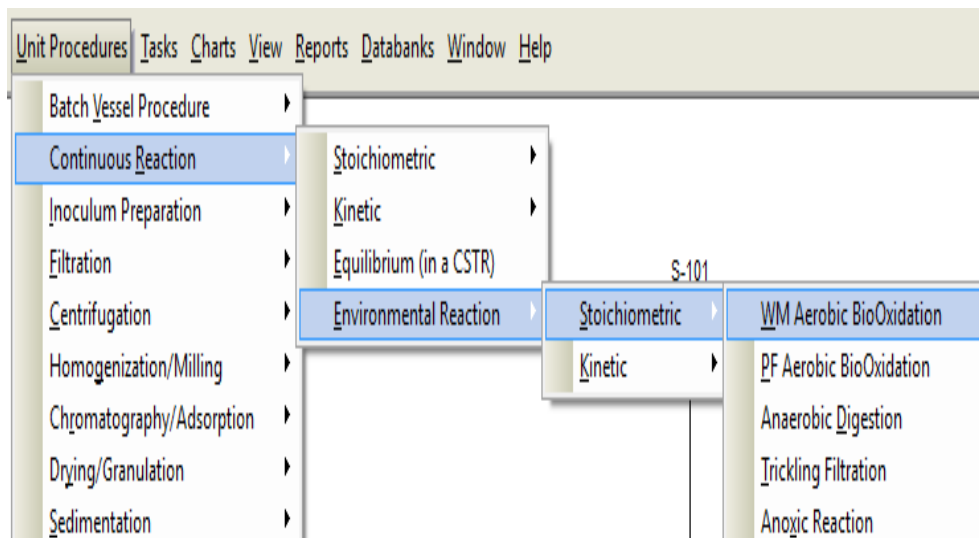 Unit Procedures Tasks Charts View Reports Databanks Window Help
Batch Vessel Procedure
Continuous Reaction
Inoculum Preparation
Filtration
Centrifugation
Homogenization/Milling
Chromatography/Adsorption
Drying/Granulation
Sedimentation
Stoichiometric
Kinetic
Equilibrium (in a CSTR)
Environmental Reaction
S-101
Stoichiometric
Kinetic
WM Aerobic BioOxidation
PF Aerobic BioOxidation
Anaerobic Digestion
Trickling Filtration
Anoxic Reaction